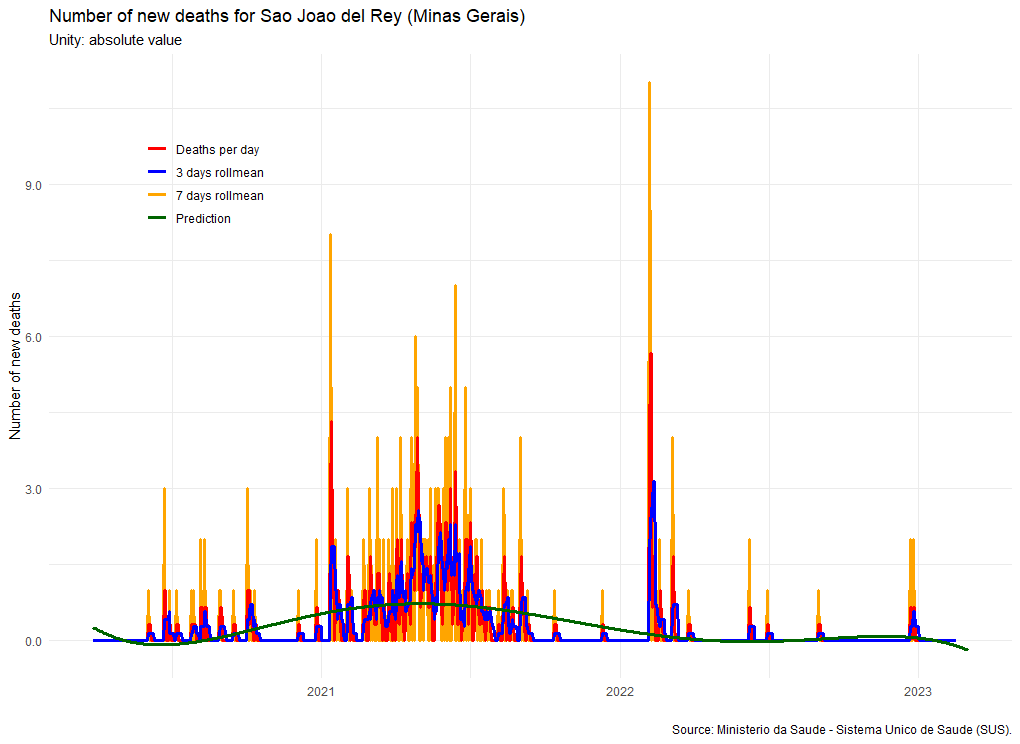 Number of new deaths for Sao Joao del Rey (Minas Gerais)
Unity: absolute value
Deaths per day
3 days rollmean
7 days rollmean
Prediction
Number of new deaths
9.0
6.0
3.0
0.0
2021
2022
2023
Source: Ministerio da Saude - Sistema Unico de Saude (SUS).